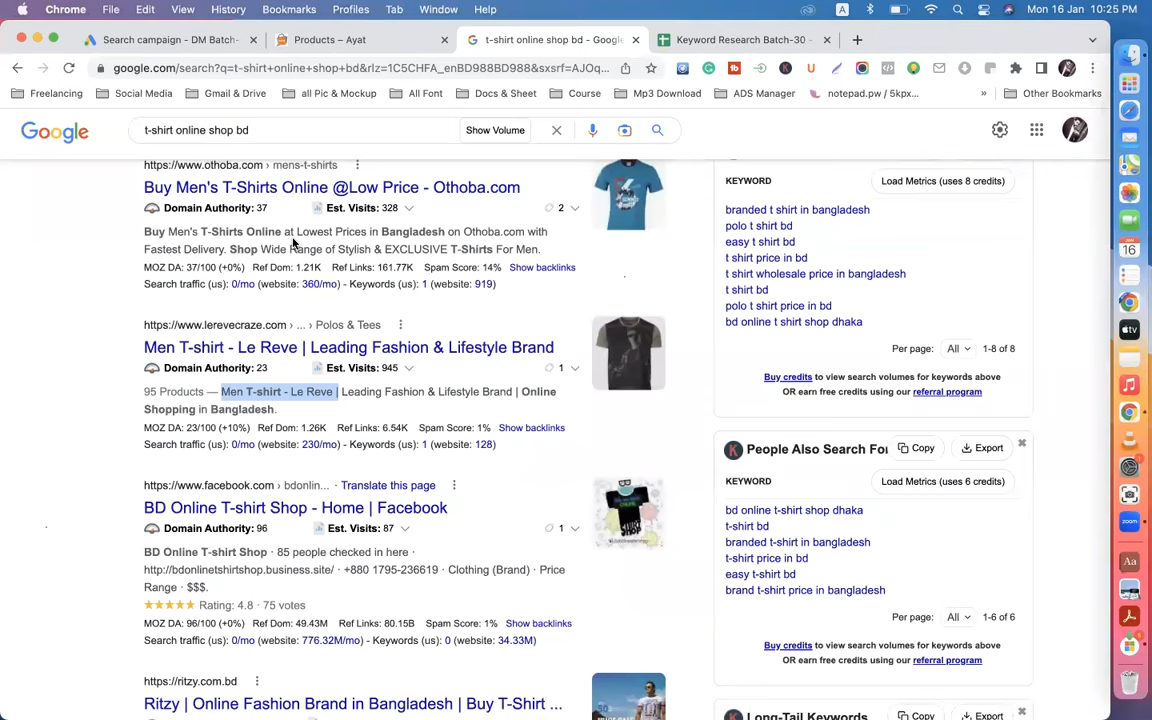 Chrome File Edit View History Bookmarks Profiles Tab Window Help A Mon 16 Jan 10:25 PM
Search campaign - DM Batch- Products – Ayat t-shirt online shop bd - Google Keyword Research Batch-30 -
google.com/search?q=t-shirt+online+shop+bd&rlz=1C5CHFA_enBD988BD988&sxsrf=AJOq...
Freelancing Social Media Gmail & Drive all Pic & Mockup All Font Docs & Sheet Course Mp3 Download ADS Manager notepad.pw / 5kpx... » Other Bookmarks
Google t-shirt online shop bd Show Volume
https://www.othoba.com › mens-t-shirts
Buy Men's T-Shirts Online @Low Price - Othoba.com
Domain Authority: 37 Est. Visits: 328 2
Buy Men's T-Shirts Online at Lowest Prices in Bangladesh on Othoba.com with
Fastest Delivery. Shop Wide Range of Stylish & EXCLUSIVE T-Shirts For Men.
MOZ DA: 37/100 (+0%) Ref Dom: 1.21K Ref Links: 161.77K Spam Score: 14% Show backlinks
Search traffic (us): 0/mo (website: 360/mo) - Keywords (us): 1 (website: 919)
https://www.lerevecraze.com › ... › Polos & Tees
Men T-shirt - Le Reve | Leading Fashion & Lifestyle Brand
Domain Authority: 23 Est. Visits: 945 1
95 Products — Men T-shirt - Le Reve | Leading Fashion & Lifestyle Brand | Online
Shopping in Bangladesh.
MOZ DA: 23/100 (+10%) Ref Dom: 1.26K Ref Links: 6.54K Spam Score: 1% Show backlinks
Search traffic (us): 0/mo (website: 230/mo) - Keywords (us): 1 (website: 128)
https://www.facebook.com › bdonlin... · Translate this page
BD Online T-shirt Shop - Home | Facebook
Domain Authority: 96 Est. Visits: 87 1
BD Online T-shirt Shop · 85 people checked in here ·
http://bdonlinetshirtshop.business.site/ · +880 1795-236619 · Clothing (Brand) · Price
Range · $$$.
Rating: 4.8 · 75 votes
MOZ DA: 96/100 (+0%) Ref Dom: 49.43M Ref Links: 80.15B Spam Score: 1% Show backlinks
Search traffic (us): 0/mo (website: 776.32M/mo) - Keywords (us): 0 (website: 34.33M)
https://ritzy.com.bd
Ritzy | Online Fashion Brand in Bangladesh | Buy T-Shirt ...
KEYWORD Load Metrics (uses 8 credits)
branded t shirt in bangladesh
polo t shirt bd
easy t shirt bd
t shirt price in bd
t shirt wholesale price in bangladesh
t shirt bd
polo t shirt price in bd
bd online t shirt shop dhaka
Per page: All 1-8 of 8
Buy credits to view search volumes for keywords above
OR earn free credits using our referral program
K People Also Search For Copy Export
KEYWORD Load Metrics (uses 6 credits)
bd online t-shirt shop dhaka
t-shirt bd
branded t-shirt in bangladesh
t-shirt price in bd
easy t-shirt bd
brand t-shirt price in bangladesh
Per page: All 1-6 of 6
Buy credits to view search volumes for keywords above
OR earn free credits using our referral program
Long-Tail Keywords Copy Export
JAN
16
tv
zoom
Aa